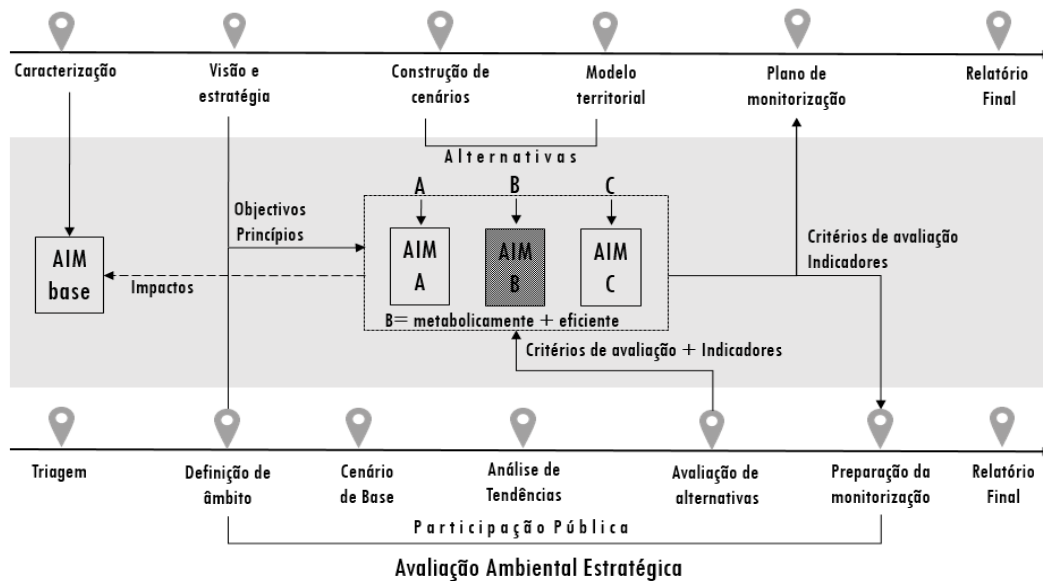 Caracterização
Visão e
estratégia
Construção de
cenários
Modelo
territorial
Plano de
monitorização
Relatório
Final
Alternativas
A
B
C
Objectivos
Princípios
AIM
base
Impactos
AIM
A
AIM
B
AIM
C
B= metabolicamente + eficiente
Critérios de avaliação
Indicadores
Critérios de avaliação + Indicadores
Triagem
Definição de
âmbito
Cenário
de Base
Análise de
Tendências
Avaliação de
alternativas
Preparação da
monitorização
Relatório
Final
Participação Pública
Avaliação Ambiental Estratégica